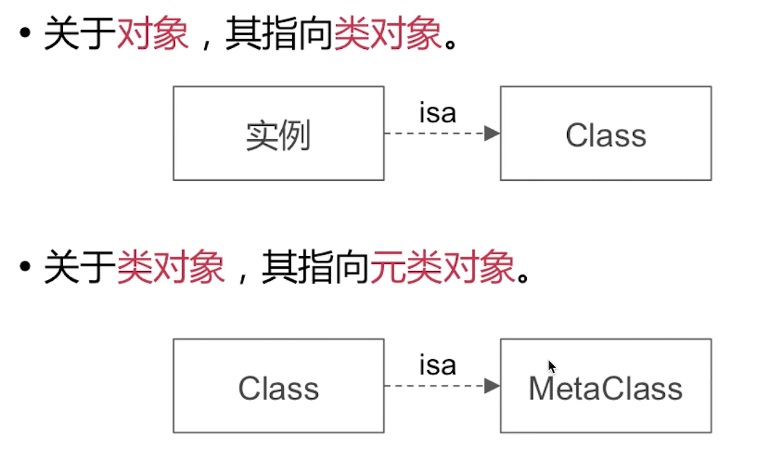 • 关于对象，其指向类对象。
isa
实例
Class
• 关于类对象，其指向元类对象。
isa
Class
MetaClass